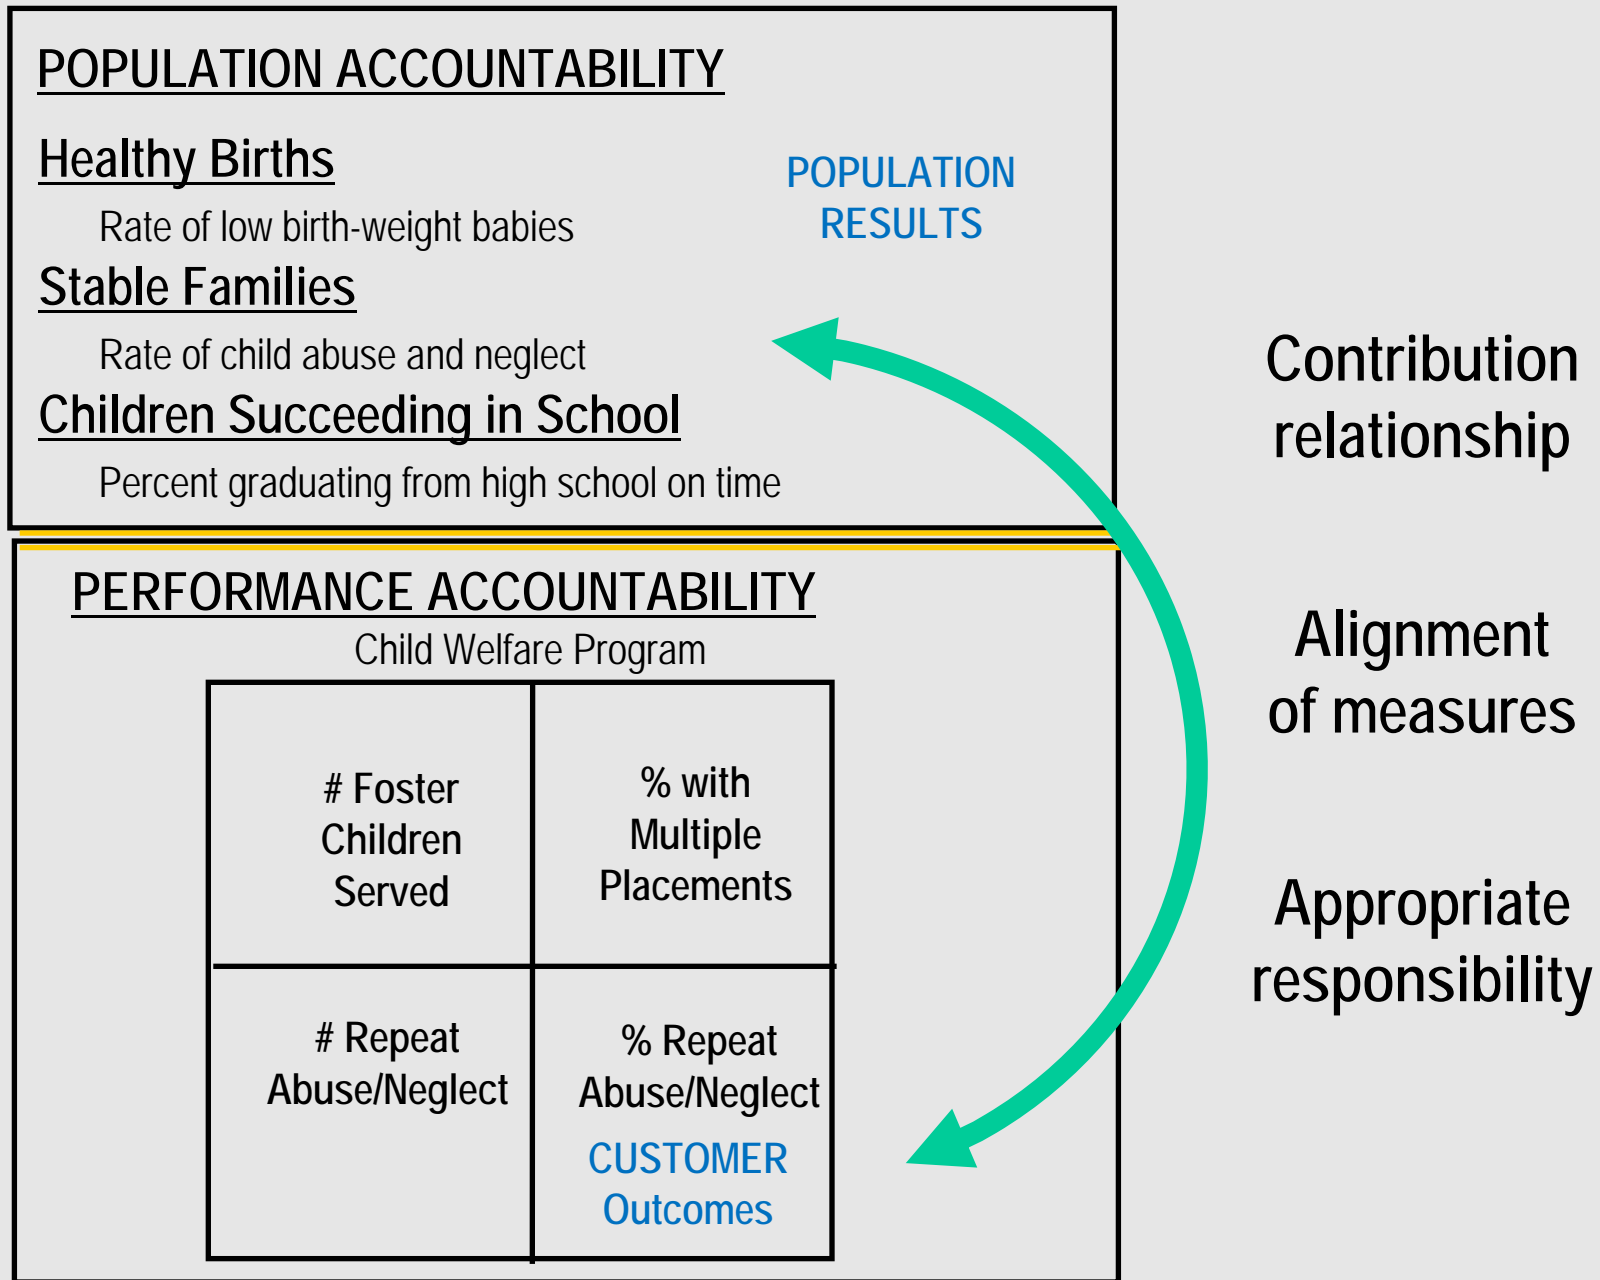 POPULATION ACCOUNTABILITY
Healthy Births
Rate of low birth-weight babies
Stable Families
Rate of child abuse and neglect
Children Succeeding in School
Percent graduating from high school on time
POPULATION
RESULTS
PERFORMANCE ACCOUNTABILITY
Child Welfare Program
# Foster
Children
Served
% with
Multiple
Placements
# Repeat
Abuse/Neglect
% Repeat
Abuse/Neglect
CUSTOMER
Outcomes
Contribution
relationship
Alignment
of measures
Appropriate
responsibility